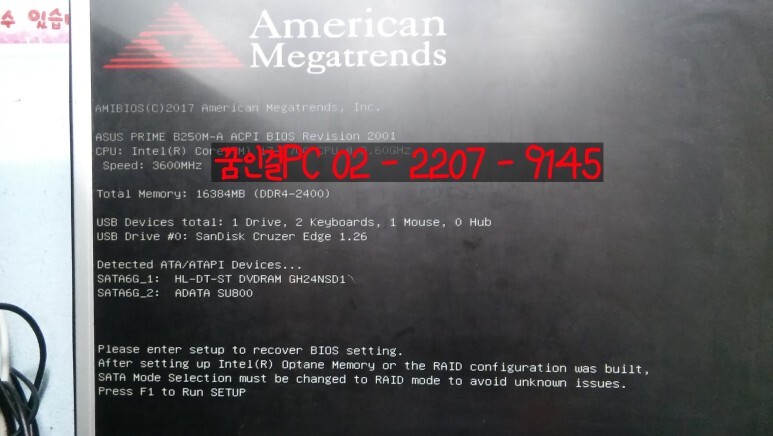 수 있습
American
Megatrends
AMIBIOS(C)2017 American Megatrends, Inc.
ASUS PRIME B250M-A ACPI BIOS Revision 2001
CPU: Intel(R) CPU
Speed: 3600MHz
꿈인걸PC 02 - 2207 - 9145
Total Memory: 16384MB (DDR4-2400)
USB Devices total: 1 Drive, 2 Keyboards, 1 Mouse, 0 Hub
USB Drive #0: SanDisk Cruzer Edge 1.26
Detected ATA/ATAPI Devices...
SATA6G_1: HL-DT-ST DVDRAM GH24NSD1
SATA6G_2: ADATA SU800
Please enter setup to recover BIOS setting.
After setting up Intel(R) Optane Memory or the RAID configuration was built,
SATA Mode Selection must be changed to RAID mode to avoid unknown issues.
Press F1 to Run SETUP